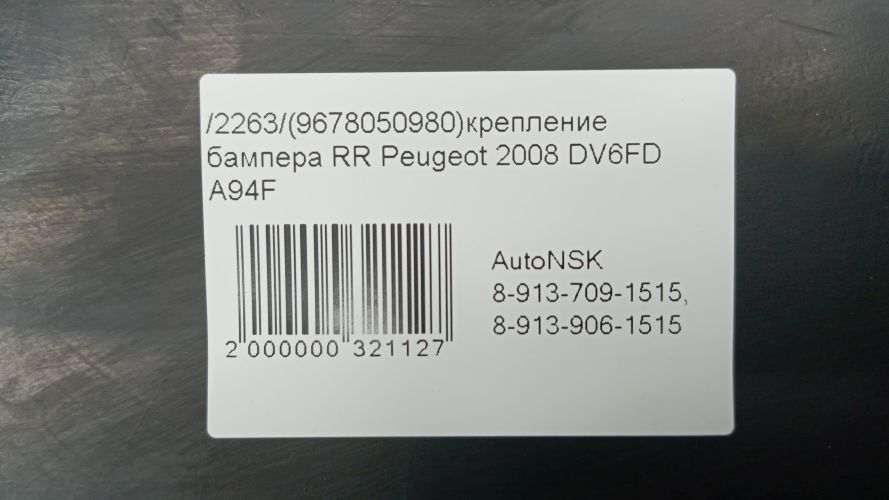 /2263/(9678050980)крепление
бампера RR Peugeot 2008 DV6FD
A94F
AutoNSK
8-913-709-1515,
8-913-906-1515
2 000000 321127